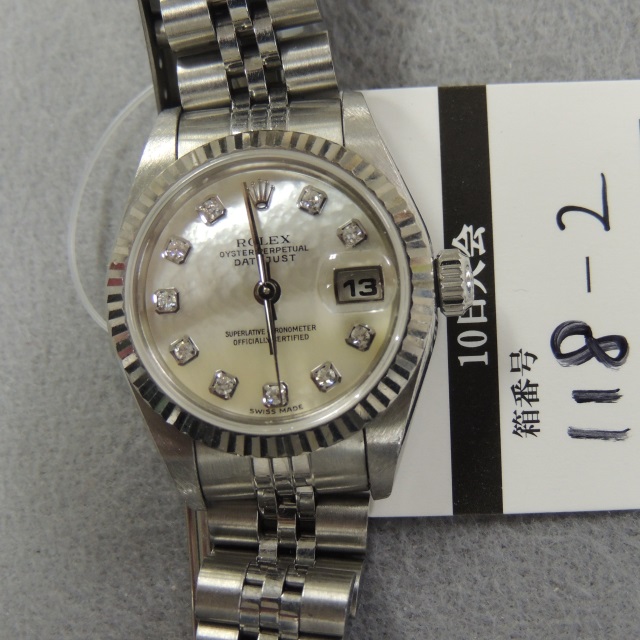 ROLEX
OYSTER PERPETUAL
DATEJUST
13
SUPERLATIVE CHRONOMETER
OFFICIALLY CERTIFIED
SWISS MADE
10日大会
箱番号
118-2